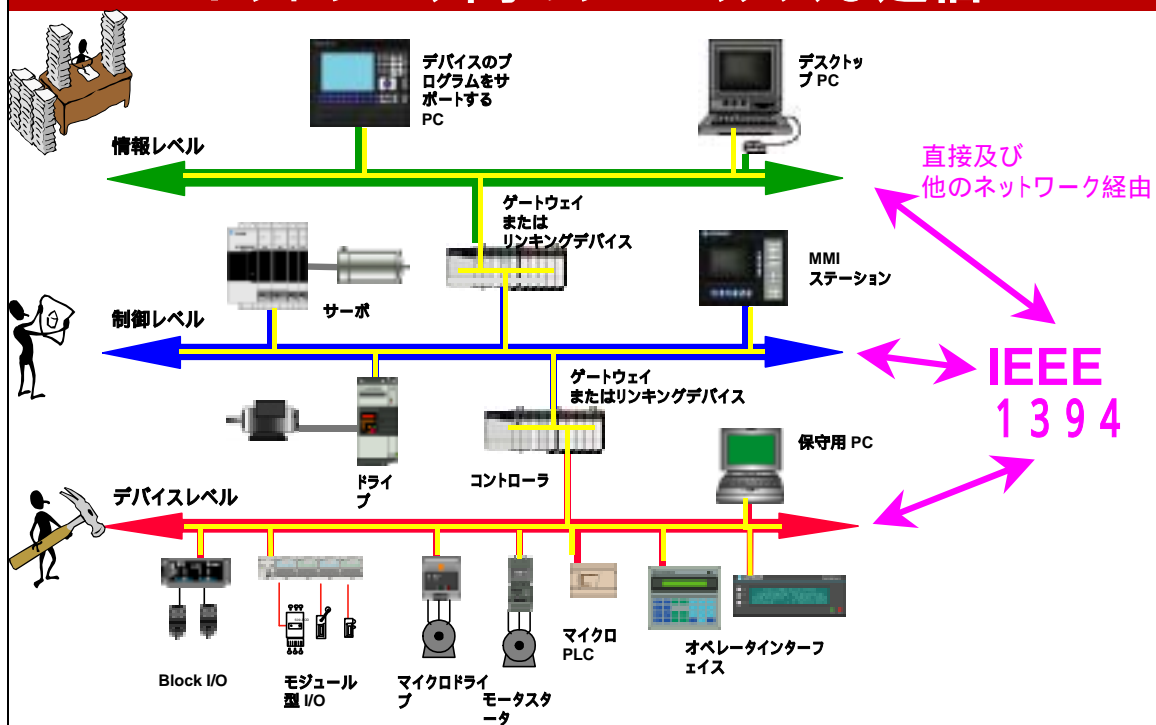 デバイスのプ
ログラムをサ
ポートする
PC
デスクトッ
プ PC
情報レベル
直接及び
他のネットワーク経由
ゲートウェイ
または
リンキングデバイス
サーボ
MMI
ステーション
制御レベル
IEEE
１３９４
ゲートウェイ
またはリンキングデバイス
ドライ
ブ
コントローラ
保守用 PC
デバイスレベル
Block I/O
モジュール
型 I/O
マイクロドライ
ブ
モータスタ
ータ
マイクロ
PLC
オペレータインターフ
ェイス